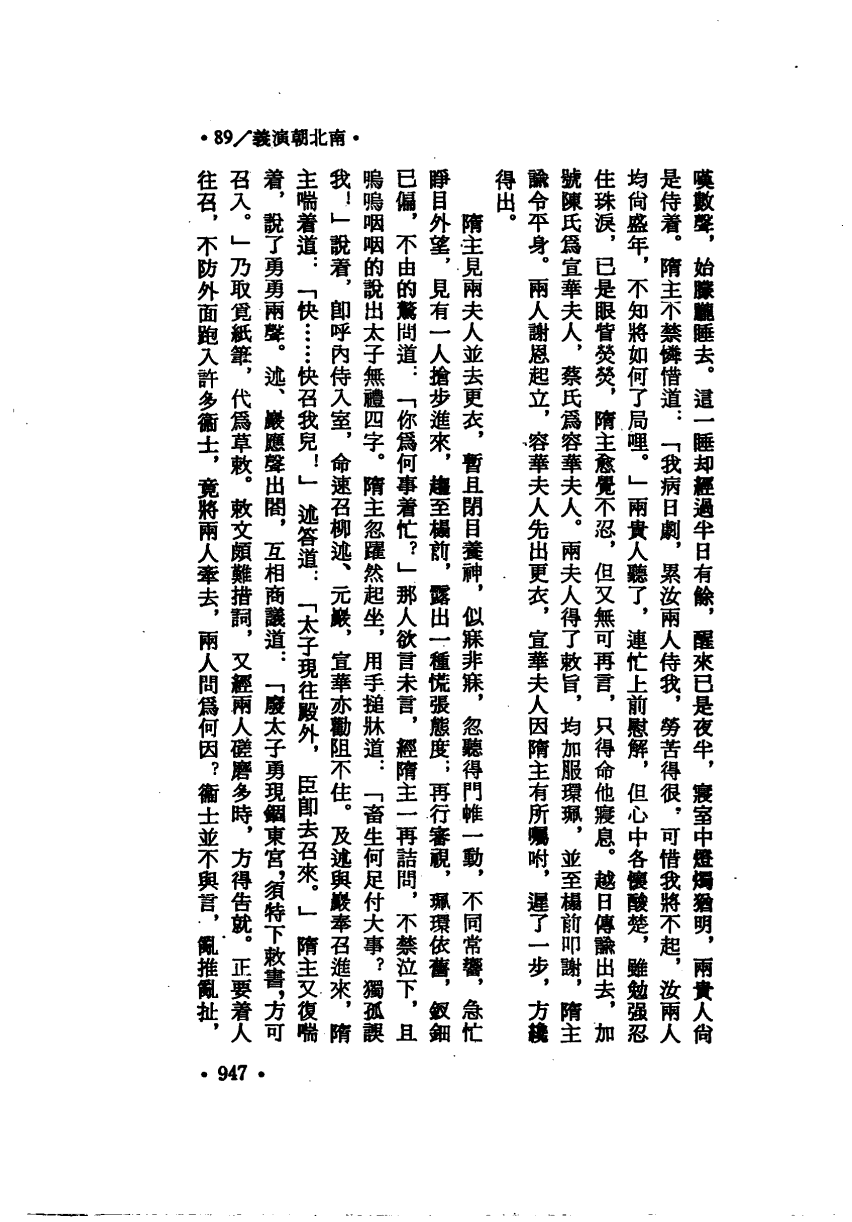 •89/義演朝北南•
嘆數聲，始朦朧睡去。這一睡却經過半日有餘，醒來已是夜半，寢室中燈燭猶明，兩貴人尙
是侍着。隋主不禁憐惜道：「我病日劇，累汝兩人侍我，勞苦得很，可惜我將不起，汝兩人
均尙盛年，不知將如何了局哩。」兩貴人聽了，連忙上前慰解，但心中各懷酸楚，雖勉强忍
住珠淚，已是眼眥熒熒，隋主愈覺不忍，但又無可再言，只得命他寢息。越日傳諭出去，加
號陳氏爲宣華夫人，蔡氏爲容華夫人。兩夫人得了敕旨，均加服環珮，並至榻前叩謝，隋主
諭令平身。兩人謝恩起立，容華夫人先出更衣，宣華夫人因隋主有所囑咐，遲了一步，方纔
得出。
隋主見兩夫人並去更衣，暫且閉目養神，似寐非寐，忽聽得門帷一動，不同常響，急忙
睜目外望，見有一人搶步進來，趨至榻前，露出一種慌張態度；再行審視，珮環依舊，釵鈿
已偏，不由的驚問道：「你爲何事着忙？」那人欲言未言，經隋主一再詰問，不禁泣下，且
嗚嗚咽咽的說出太子無禮四字。隋主忽躍然起坐，用手搥牀道：「畜生何足付大事？獨孤誤
我！」說着，卽呼內侍入室，命速召柳述、元巖，宣華亦勸阻不住。及述與巖奉召進來，隋
主喘着道：「快……快召我兒！」述答道：「太子現往殿外，臣卽去召來。」隋主又復喘
着，說了勇勇兩聲。述、巖應聲出閤，互相商議道：「廢太子勇現錮東宮，須特下敕書，方可
召入。」乃取覓紙筆，代爲草敕。敕文頗難措詞，又經兩人磋磨多時，方得告就。正要着人
往召，不防外面跑入許多衞士，竟將兩人牽去，兩人問爲何因？衞士並不與言，亂推亂扯，
•947•